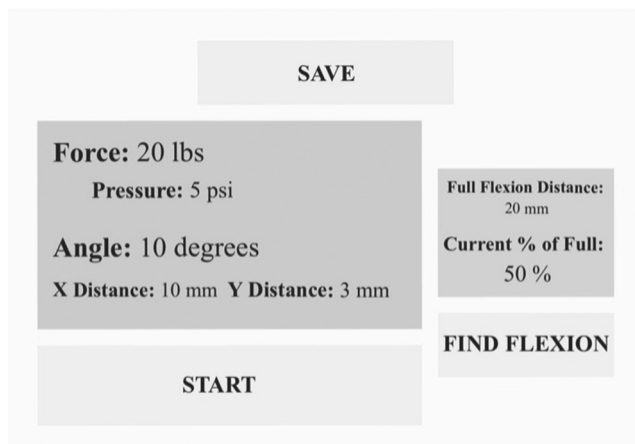 SAVE
Force: 20 lbs
Pressure: 5 psi
Angle: 10 degrees
X Distance: 10 mm Y Distance: 3 mm
START
Full Flexion Distance:
20 mm
Current % of Full:
50 %
FIND FLEXION